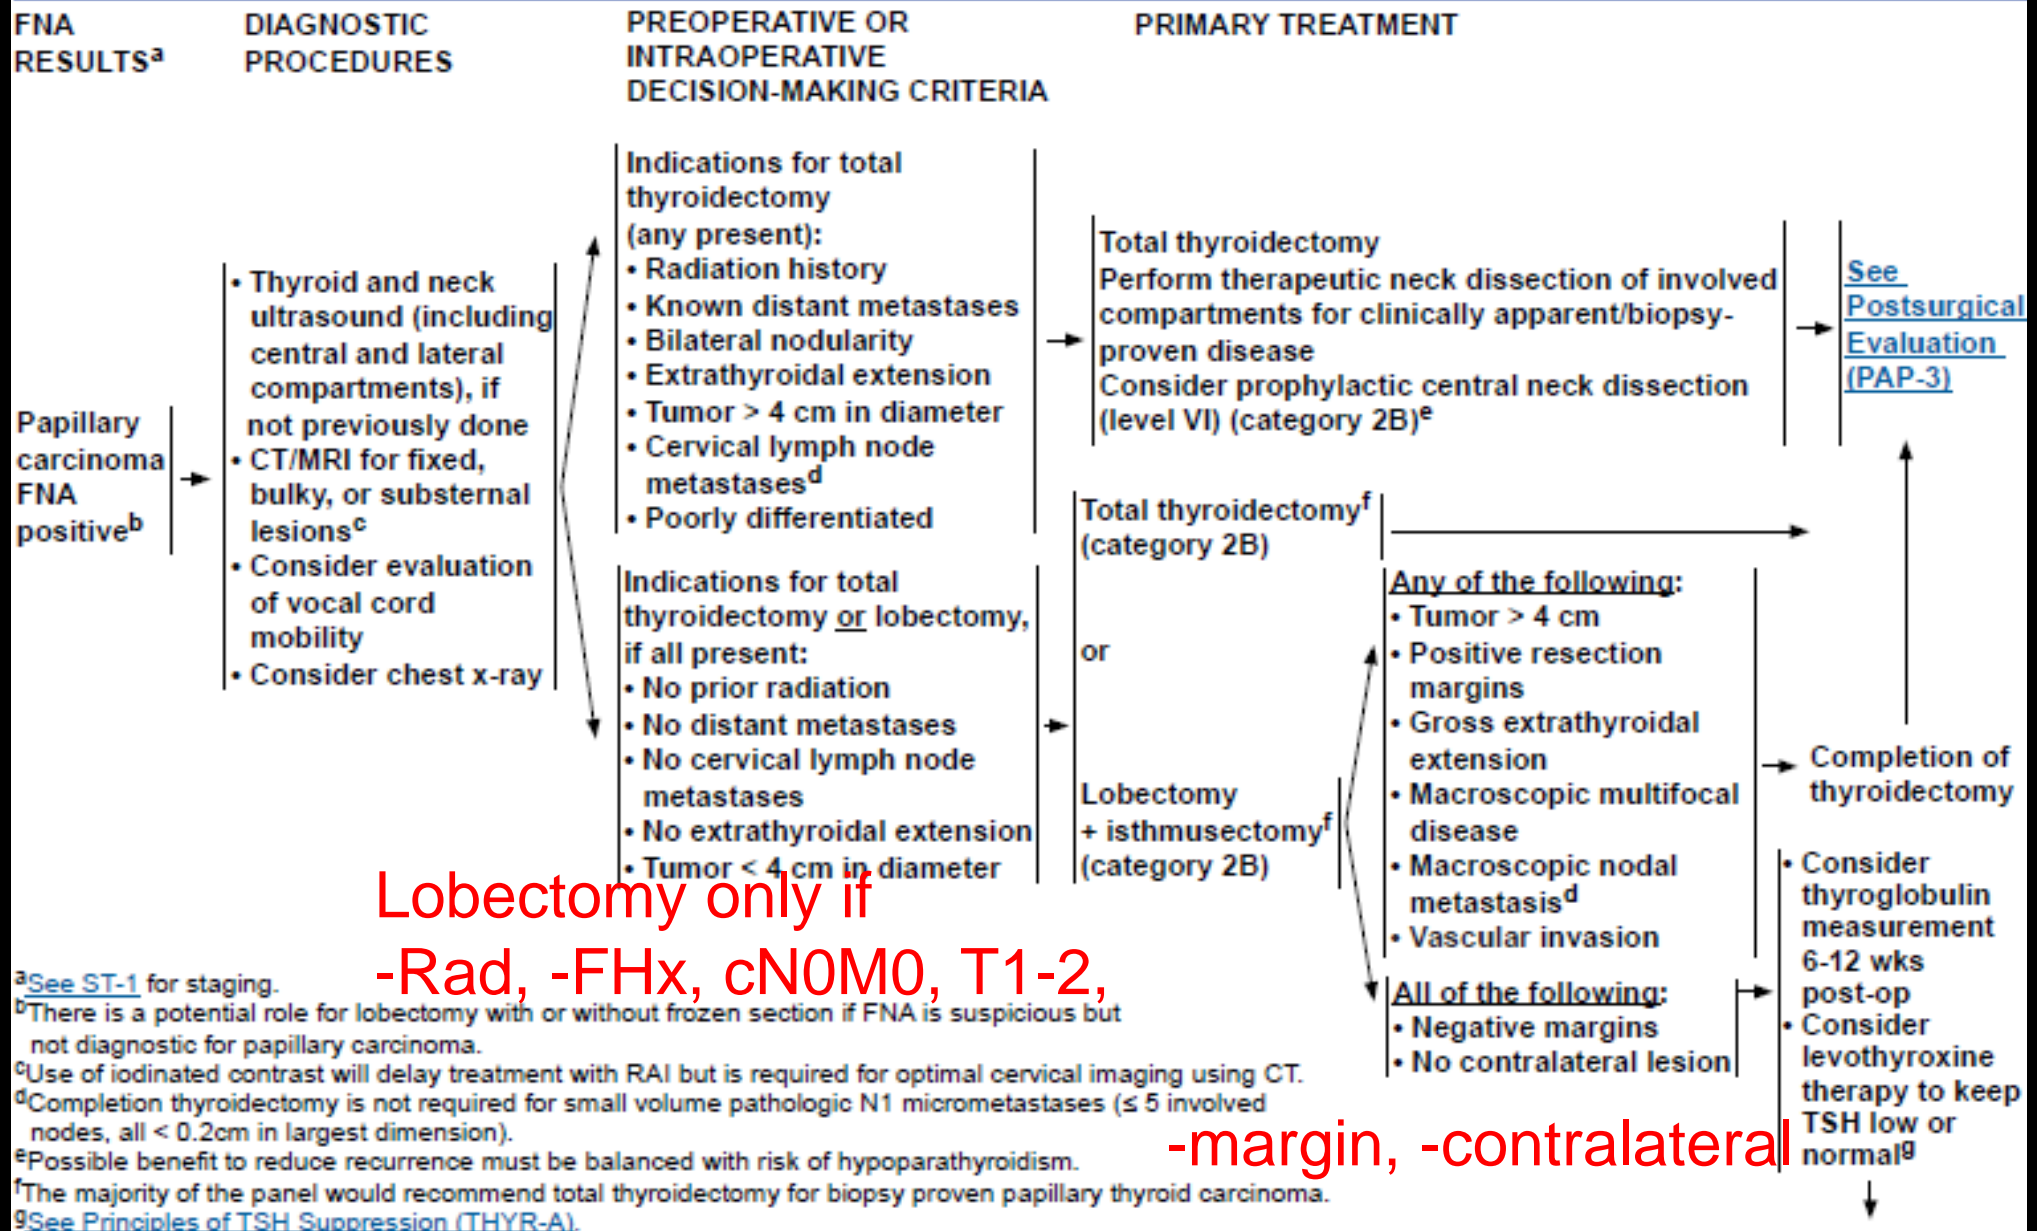 FNA
RESULTSa
DIAGNOSTIC
PROCEDURES
PREOPERATIVE OR
INTRAOPERATIVE
DECISION-MAKING CRITERIA
PRIMARY TREATMENT
Papillary
carcinoma
FNA
positiveb
• Thyroid and neck
ultrasound (including
central and lateral
compartments), if
not previously done
• CT/MRI for fixed,
bulky, or substernal
lesionsc
• Consider evaluation
of vocal cord
mobility
• Consider chest x-ray
Indications for total
thyroidectomy
(any present):
• Radiation history
• Known distant metastases
• Bilateral nodularity
• Extrathyroidal extension
• Tumor > 4 cm in diameter
• Cervical lymph node
metastasesd
• Poorly differentiated
Total thyroidectomy
Perform therapeutic neck dissection of involved
compartments for clinically apparent/biopsy-
proven disease
Consider prophylactic central neck dissection
(level VI) (category 2B)e
See
Postsurgical
Evaluation
(PAP-3)
Indications for total
thyroidectomy or lobectomy,
if all present:
• No prior radiation
• No distant metastases
• No cervical lymph node
metastases
• No extrathyroidal extension
• Tumor < 4 cm in diameter
Total thyroidectomyf
(category 2B)
or
Lobectomy
+ isthmusectomyf
(category 2B)
Any of the following:
• Tumor > 4 cm
• Positive resection
margins
• Gross extrathyroidal
extension
• Macroscopic multifocal
disease
• Macroscopic nodal
metastasisd
• Vascular invasion
Completion of
thyroidectomy
All of the following:
• Negative margins
• No contralateral lesion
• Consider
thyroglobulin
measurement
6-12 wks
post-op
• Consider
levothyroxine
therapy to keep
TSH low or
normalg
Lobectomy only if
-Rad, -FHx, cN0M0, T1-2,
-margin, -contralateral
aSee ST-1 for staging.
bThere is a potential role for lobectomy with or without frozen section if FNA is suspicious but
not diagnostic for papillary carcinoma.
cUse of iodinated contrast will delay treatment with RAI but is required for optimal cervical imaging using CT.
dCompletion thyroidectomy is not required for small volume pathologic N1 micrometastases (≤ 5 involved
nodes, all < 0.2cm in largest dimension).
ePossible benefit to reduce recurrence must be balanced with risk of hypoparathyroidism.
fThe majority of the panel would recommend total thyroidectomy for biopsy proven papillary thyroid carcinoma.
gSee Principles of TSH Suppression (THYR-A).